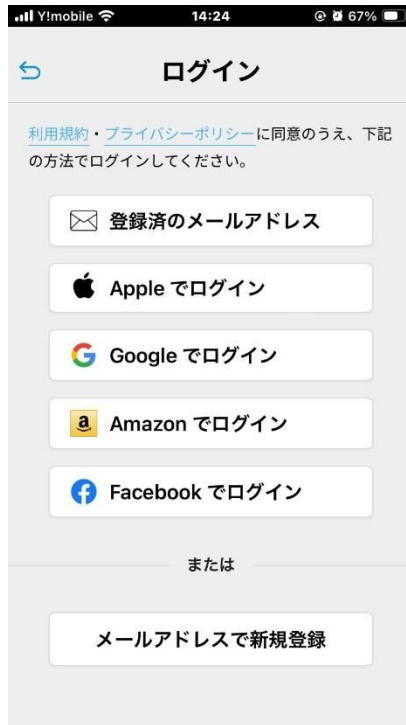 Y!mobile 14:24 67%
ログイン
利用規約・プライバシーポリシーに同意のうえ、下記
の方法でログインしてください。
登録済のメールアドレス
Apple でログイン
Google でログイン
Amazon でログイン
Facebook でログイン
または
メールアドレスで新規登録